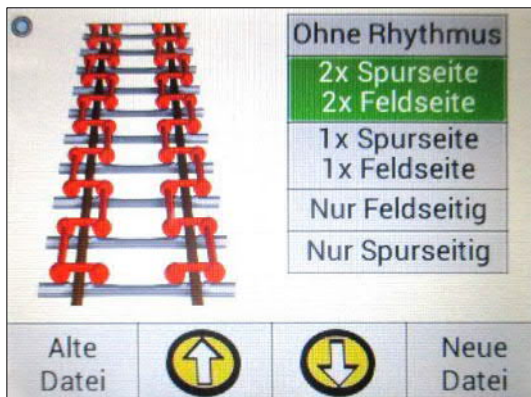 Ohne Rhythmus
2x Spurseite
2x Feldseite
1x Spurseite
1x Feldseite
Nur Feldseitig
Nur Spurseitig
Alte
Datei
Neue
Datei